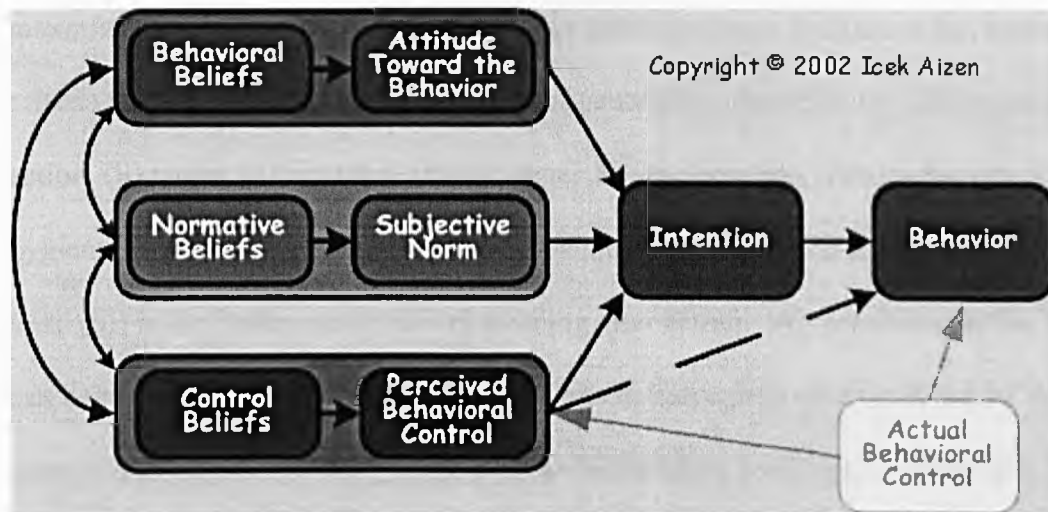 Behavioral
Beliefs
Attitude
Toward the
Behavior
Copyright © 2002 Icek Aizen
Normative
Beliefs
Subjective
Norm
Intention
Behavior
Control
Beliefs
Perceived
Behavioral
Control
Actual
Behavioral
Control